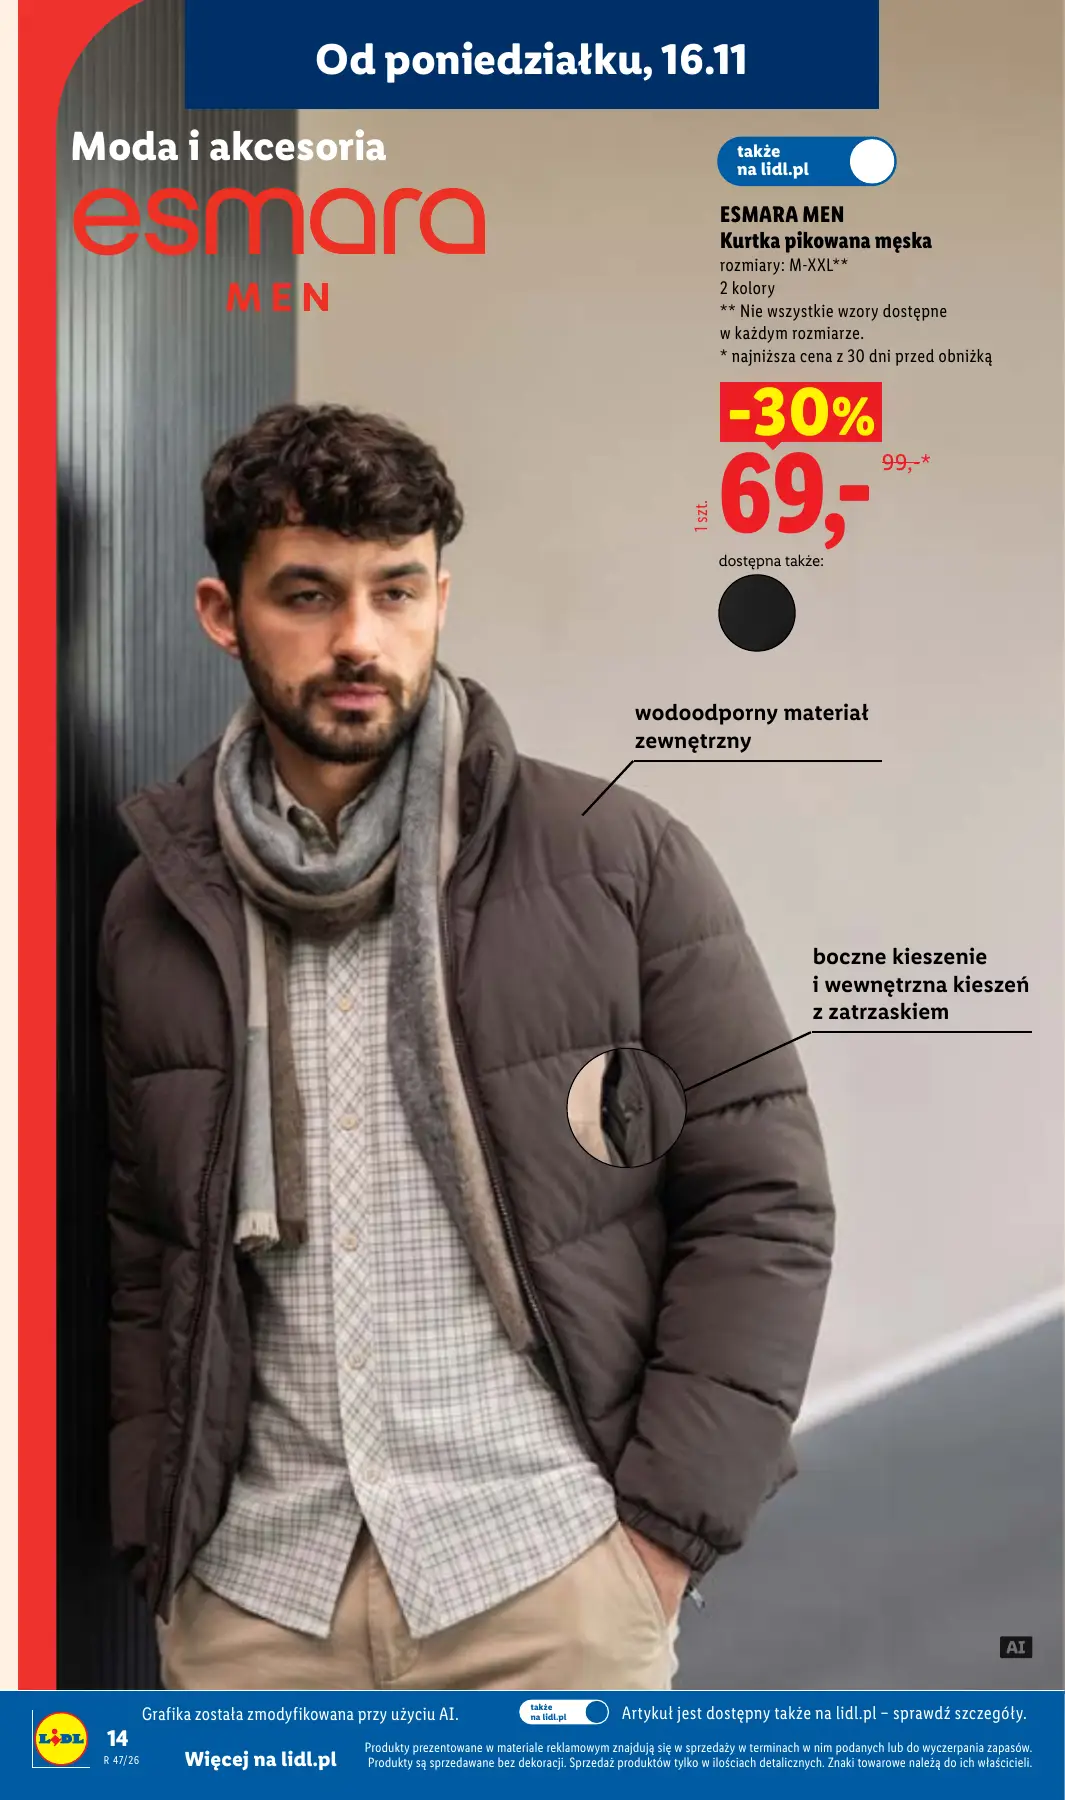 Od poniedziałku, 16.11
Moda i akcesoria
esmara
MEN
także
na lidl.pl
ESMARA MEN
Kurtka pikowana męska
rozmiary: M-XXL**
2 kolory
** Nie wszystkie wzory dostępne
w każdym rozmiarze.
* najniższa cena z 30 dni przed obniżką
-30%
99,-*
69,-
1 szt.
dostępna także:
wodoodporny materiał
zewnętrzny
boczne kieszenie
i wewnętrzna kieszeń
z zatrzaskiem
AI
Grafika została zmodyfikowana przy użyciu AI.
także
na lidl.pl
Artykuł jest dostępny także na lidl.pl – sprawdź szczegóły.
LIDL
14
R 47/26
Więcej na lidl.pl
Produkty prezentowane w materiale reklamowym znajdują się w sprzedaży w terminach w nim podanych lub do wyczerpania zapasów.
Produkty są sprzedawane bez dekoracji. Sprzedaż produktów tylko w ilościach detalicznych. Znaki towarowe należą do ich właścicieli.